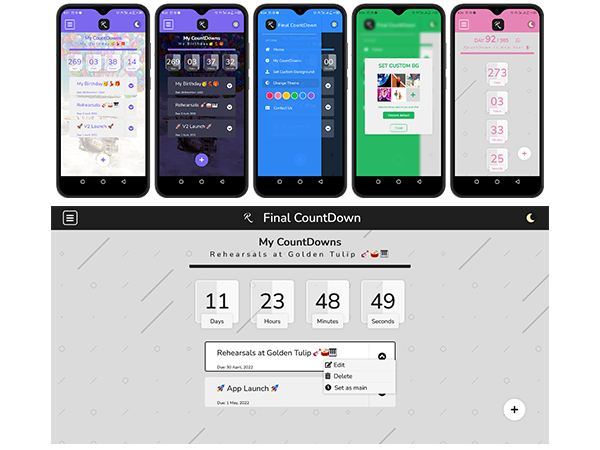 My CountDowns
My Birthday
269 03 38 14
My Birthday
Rehearsals
V2 Launch
My CountDowns
My Birthday
269 03 37 32
My Birthday
Rehearsals
V2 Launch
Final CountDown
Home
My CountDowns
Set Custom Background
Change Theme
Contact Us
00
SET CUSTOM BG
Close
DAY 92 / 365
273
Days
03
Hours
33
25
Final CountDown
My CountDowns
Rehearsals at Golden Tulip 🎸🥁🎹
11 23 48 49
Days Hours Minutes Seconds
Rehearsals at Golden Tulip 🎸🥁🎹
Due: 30 April, 2022
Edit
Delete
Set as main
🚀 App Launch 🚀
Due: 1 May, 2022